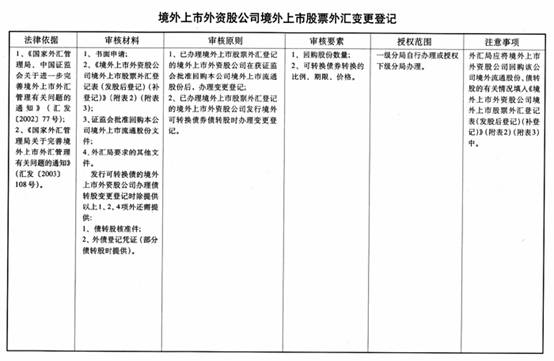 境外上市外资股公司境外上市股票外汇变更登记
法律依据
审核材料
审核原则
审核要素
授权范围
注意事项
1、《国家外汇管
理局、中国证监
会关于进一步完
善境外上市外汇
管理有关问题的
通知》（汇发
〔2002〕77号）；
2、《国家外汇管理
局关于完善境外
上市外汇管理
有关问题的通知》
（汇发〔2003〕
108号）。
1、书面申请；
2、《境外上市外资股公司
境外上市股票外汇登
记表（发股后登记）（补登
记）》（附表2）（附表
3）；
3、证监会批准回购本公
司境外上市流通股份文
件；
4、外汇局要求的其他文
件。
发行可转换债的境外
上市外资股公司办理债
转股变更登记时除提供
以上1、2、4项外还需提
供：
1、债转股核准件；
2、外债登记凭证（部分
债转股时提供）。
1、已办理境外上市股票外汇登记
的境外上市外资股公司在获证监
会批准回购本公司境外上市流通
股份后，办理变更登记；
2、已办理境外上市股票外汇登记
的境外上市外资股公司发行境外
可转换债券债转股时办理变更登
记。
1、回购股份数量；
2、可转换债券转换的
比例、期限、价格。
一级分局自行办理或授权
下级分局办理。
外汇局应将境外上市
外资股公司回购该公
司境外流通股份、债转
股的有关情况填入《境
外上市外资股公司境
外上市股票外汇登记
表（发股后登记）（补登
记）》（附表2）（附表3）
中。